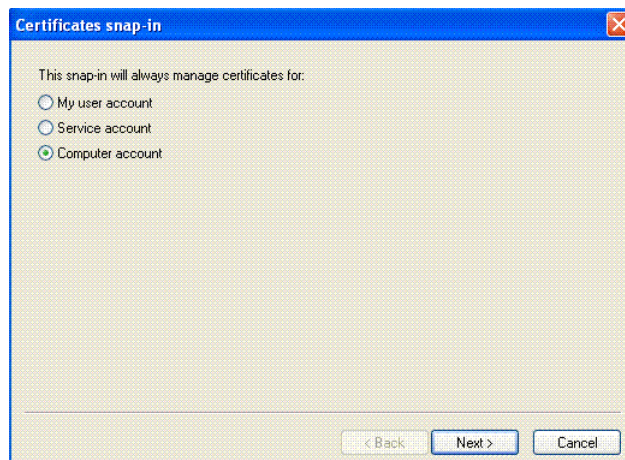 Certificates snap-in
This snap-in will always manage certificates for:
My user account
Service account
Computer account
< Back Next > Cancel